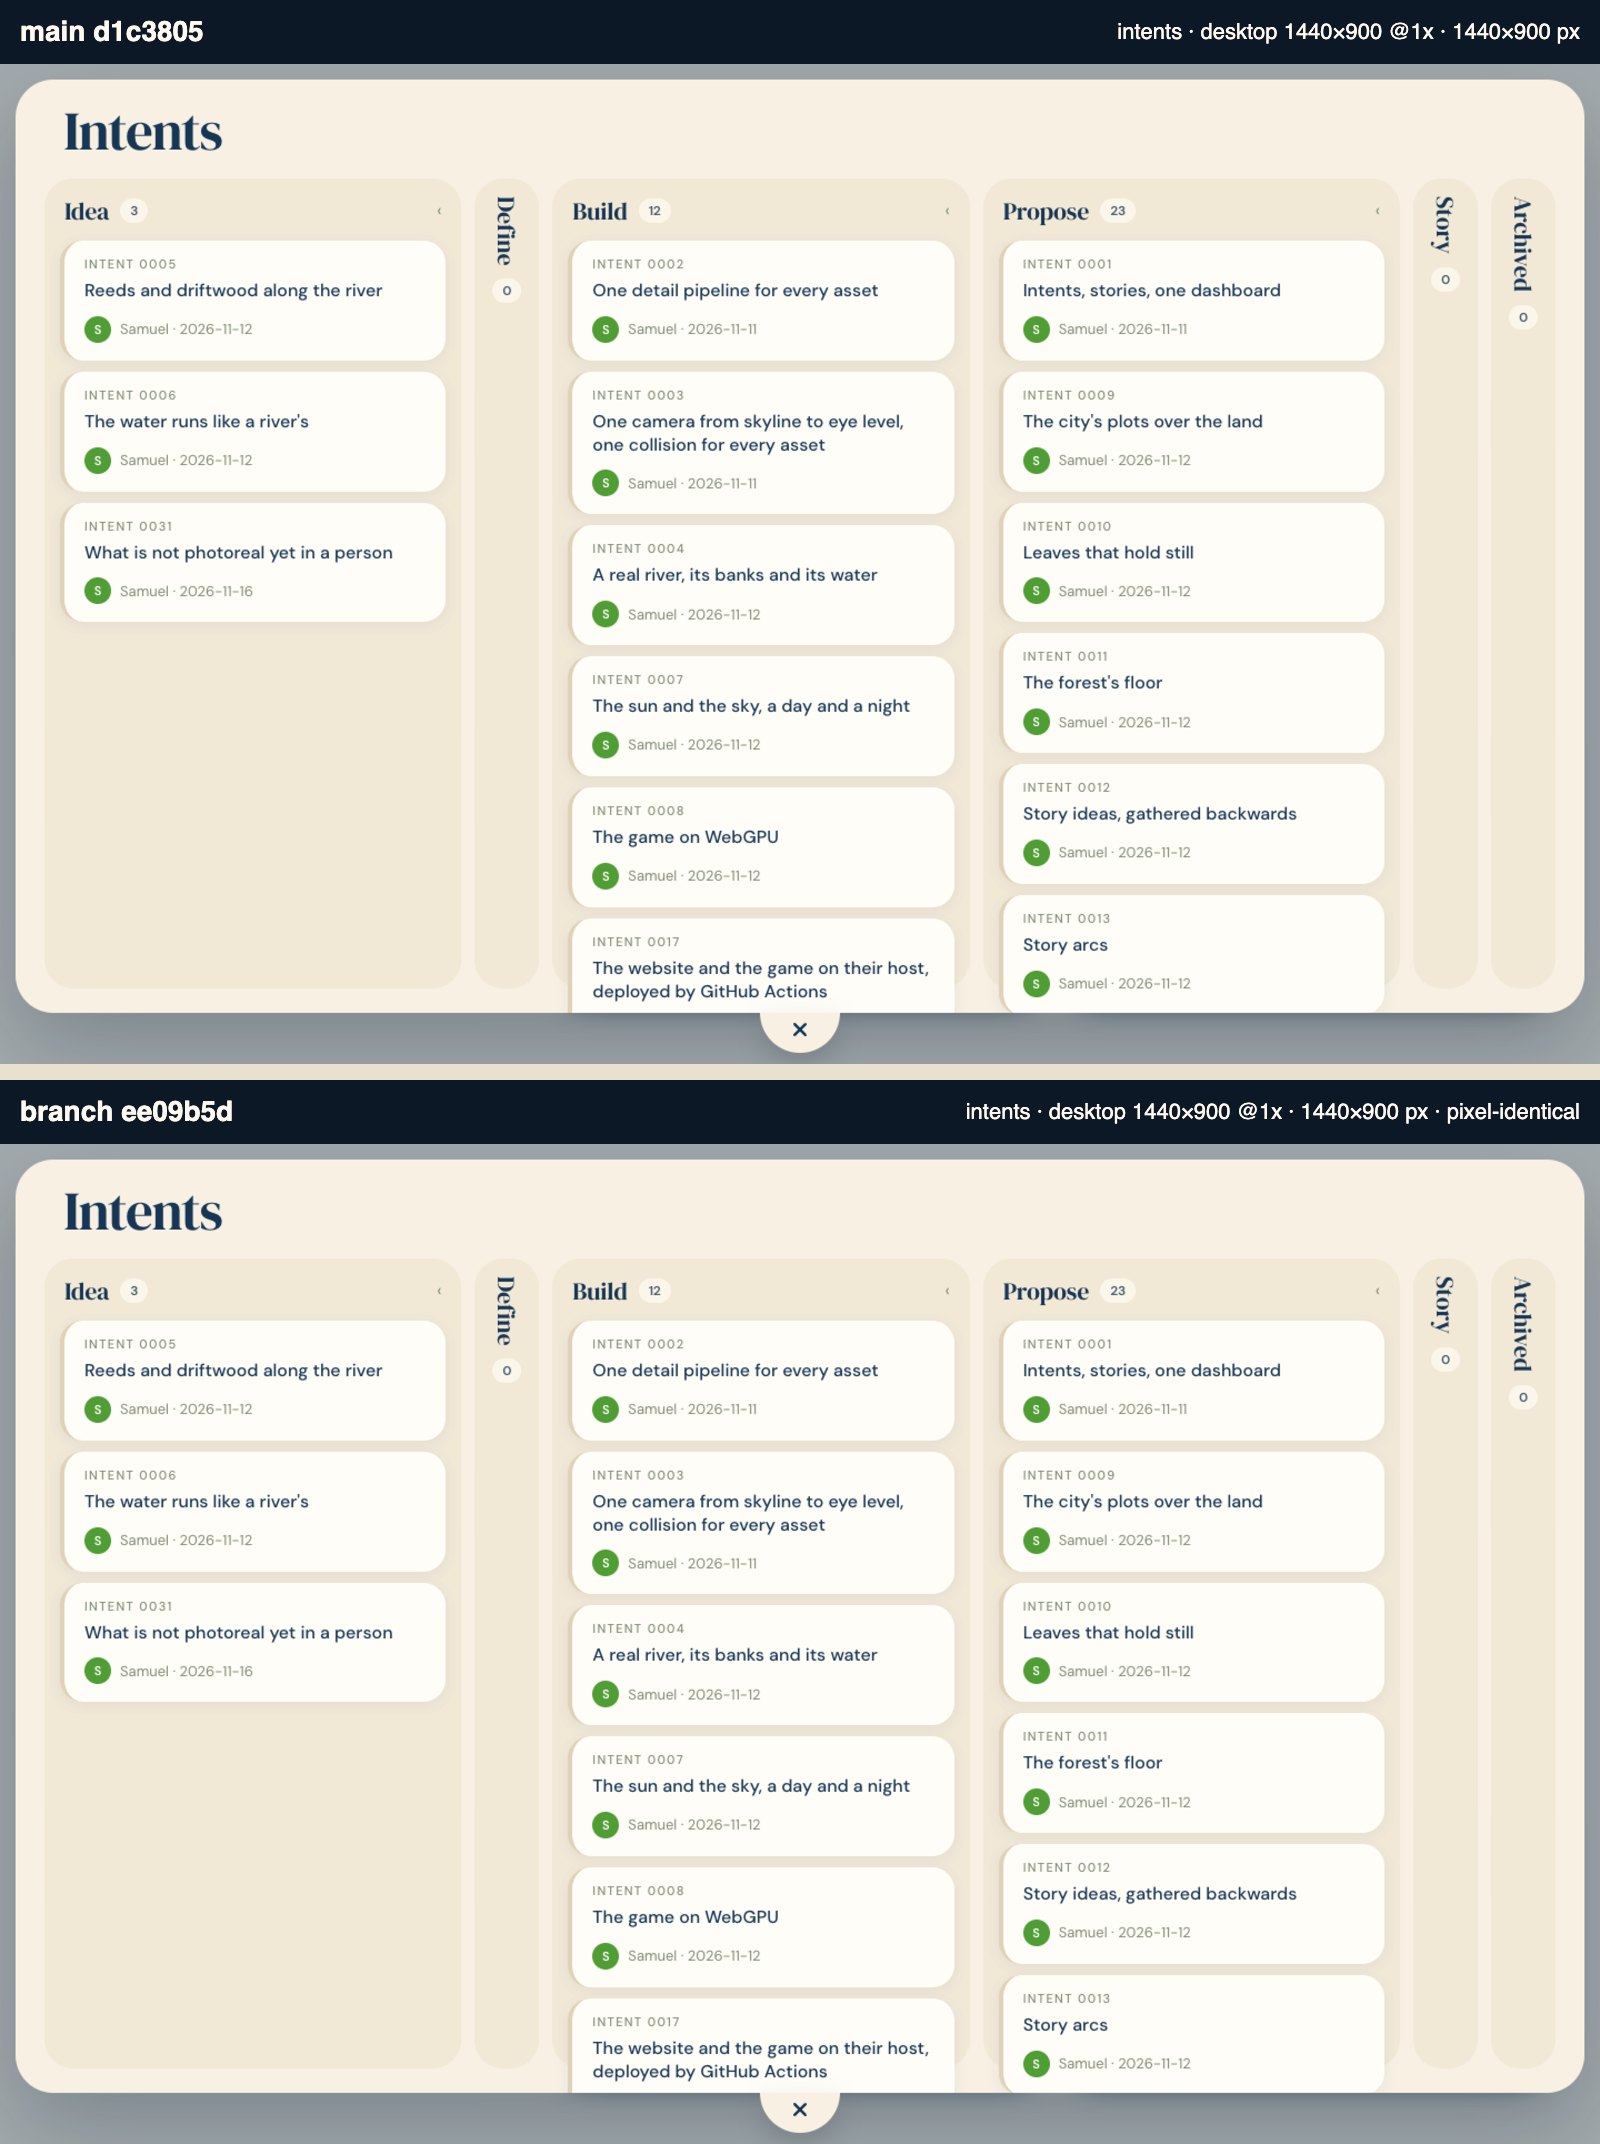 main d1c3805
intents · desktop 1440×900 @1x · 1440×900 px
Intents
Idea 3 ‹
INTENT 0005
Reeds and driftwood along the river
S Samuel · 2026-11-12
INTENT 0006
The water runs like a river's
S Samuel · 2026-11-12
INTENT 0031
What is not photoreal yet in a person
S Samuel · 2026-11-16
Define 0
Build 12 ‹
INTENT 0002
One detail pipeline for every asset
S Samuel · 2026-11-11
INTENT 0003
One camera from skyline to eye level,
one collision for every asset
S Samuel · 2026-11-11
INTENT 0004
A real river, its banks and its water
S Samuel · 2026-11-12
INTENT 0007
The sun and the sky, a day and a night
S Samuel · 2026-11-12
INTENT 0008
The game on WebGPU
S Samuel · 2026-11-12
INTENT 0017
The website and the game on their host,
deployed by GitHub Actions
Propose 23 ‹
INTENT 0001
Intents, stories, one dashboard
S Samuel · 2026-11-11
INTENT 0009
The city's plots over the land
S Samuel · 2026-11-12
INTENT 0010
Leaves that hold still
S Samuel · 2026-11-12
INTENT 0011
The forest's floor
S Samuel · 2026-11-12
INTENT 0012
Story ideas, gathered backwards
S Samuel · 2026-11-12
INTENT 0013
Story arcs
S Samuel · 2026-11-12
Story 0
Archived 0
×
branch ee09b5d
intents · desktop 1440×900 @1x · 1440×900 px · pixel-identical
Intents
Idea 3 ‹
INTENT 0005
Reeds and driftwood along the river
S Samuel · 2026-11-12
INTENT 0006
The water runs like a river's
S Samuel · 2026-11-12
INTENT 0031
What is not photoreal yet in a person
S Samuel · 2026-11-16
Define 0
Build 12 ‹
INTENT 0002
One detail pipeline for every asset
S Samuel · 2026-11-11
INTENT 0003
One camera from skyline to eye level,
one collision for every asset
S Samuel · 2026-11-11
INTENT 0004
A real river, its banks and its water
S Samuel · 2026-11-12
INTENT 0007
The sun and the sky, a day and a night
S Samuel · 2026-11-12
INTENT 0008
The game on WebGPU
S Samuel · 2026-11-12
INTENT 0017
The website and the game on their host,
deployed by GitHub Actions
Propose 23 ‹
INTENT 0001
Intents, stories, one dashboard
S Samuel · 2026-11-11
INTENT 0009
The city's plots over the land
S Samuel · 2026-11-12
INTENT 0010
Leaves that hold still
S Samuel · 2026-11-12
INTENT 0011
The forest's floor
S Samuel · 2026-11-12
INTENT 0012
Story ideas, gathered backwards
S Samuel · 2026-11-12
INTENT 0013
Story arcs
S Samuel · 2026-11-12
Story 0
Archived 0
×